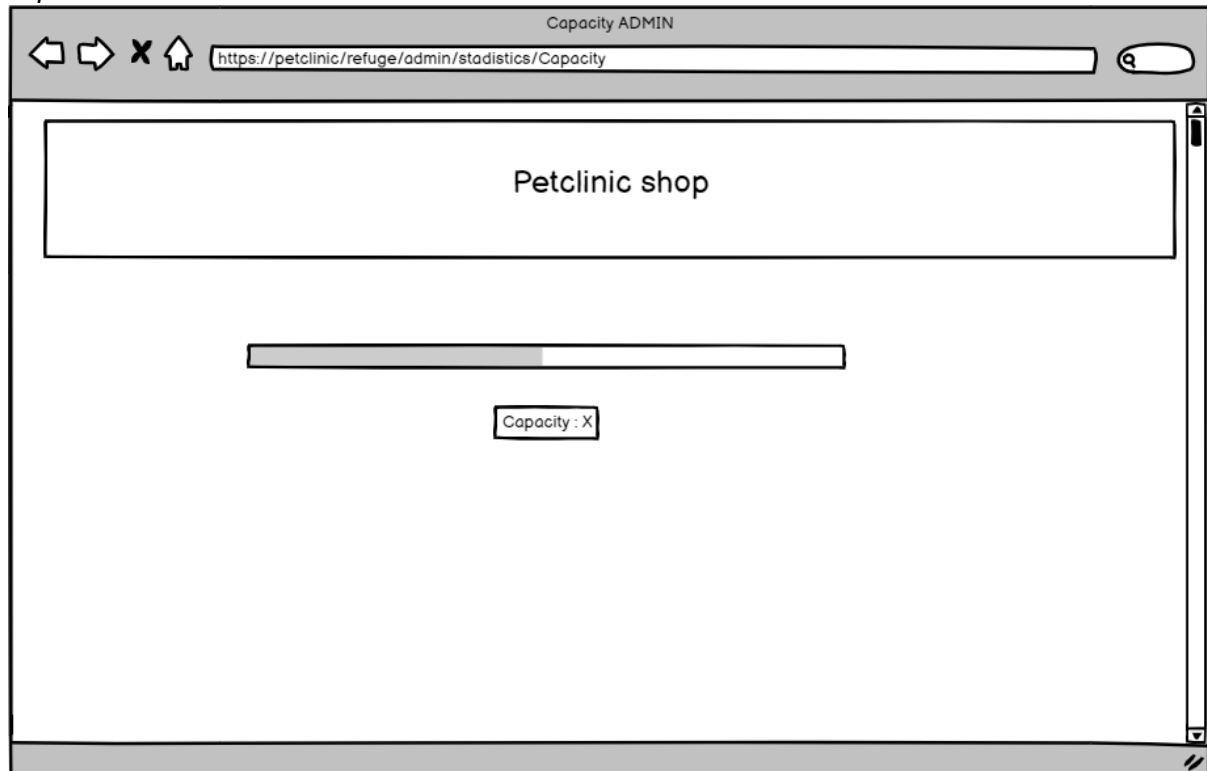 Capacity ADMIN
https://petclinic/refuge/admin/stadistics/Capacity
Petclinic shop
Capacity : X